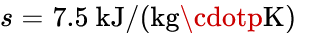 s = 7.5 kJ/(kg\cdotpK)